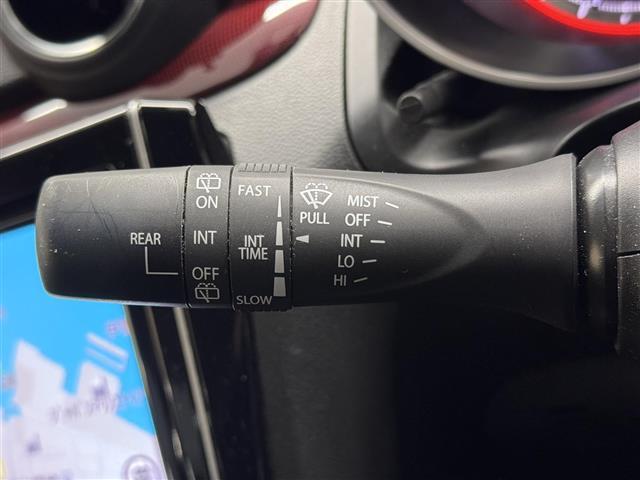 REAR
ON
INT
OFF
FAST
INT
TIME
SLOW
PULL
MIST
OFF
INT
LO
HI